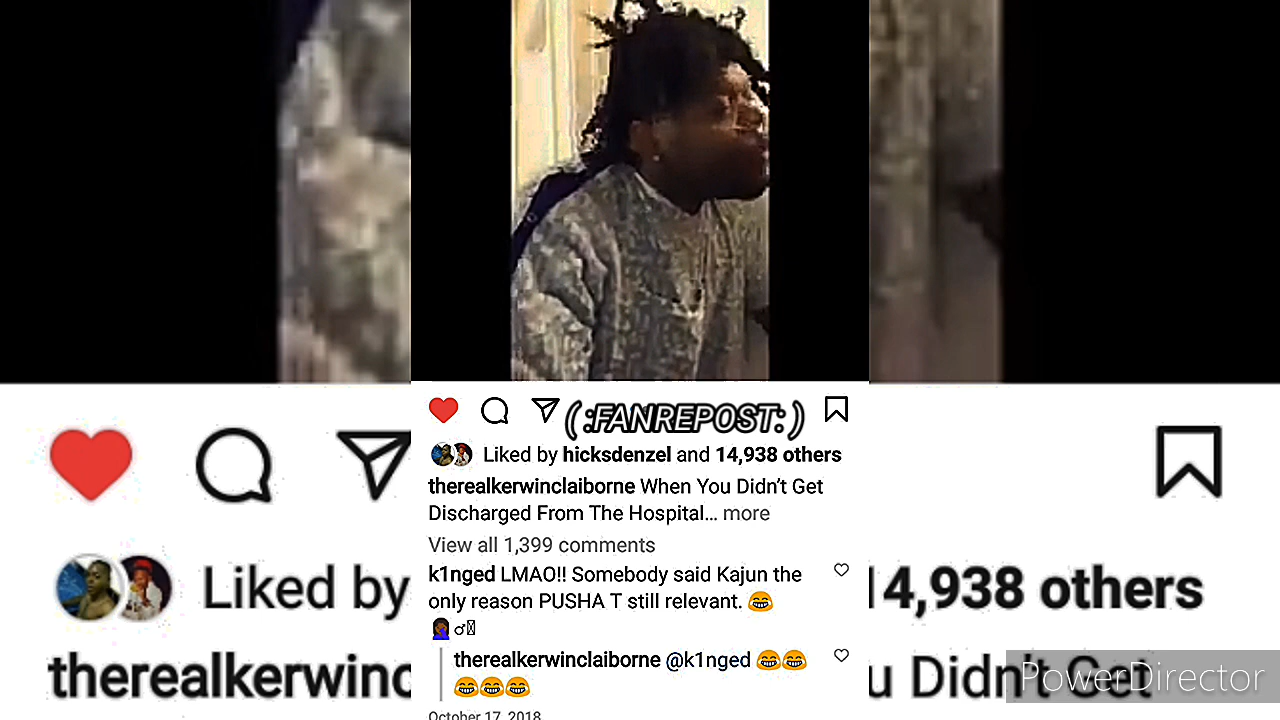 (:FANREPOST:)
Liked by hicksdenzel and 14,938 others
therealkerwinclaiborne When You Didn't Get
Discharged From The Hospital... more
View all 1,399 comments
k1nged LMAO!! Somebody said Kajun the
only reason PUSHA T still relevant. 😂
🤦🏾‍♂
therealkerwinclaiborne @k1nged 😂😂
😂😂😂
October 17, 2018
Liked by
14,938 others
therealkerwinc
u Didn't Get
PowerDirector